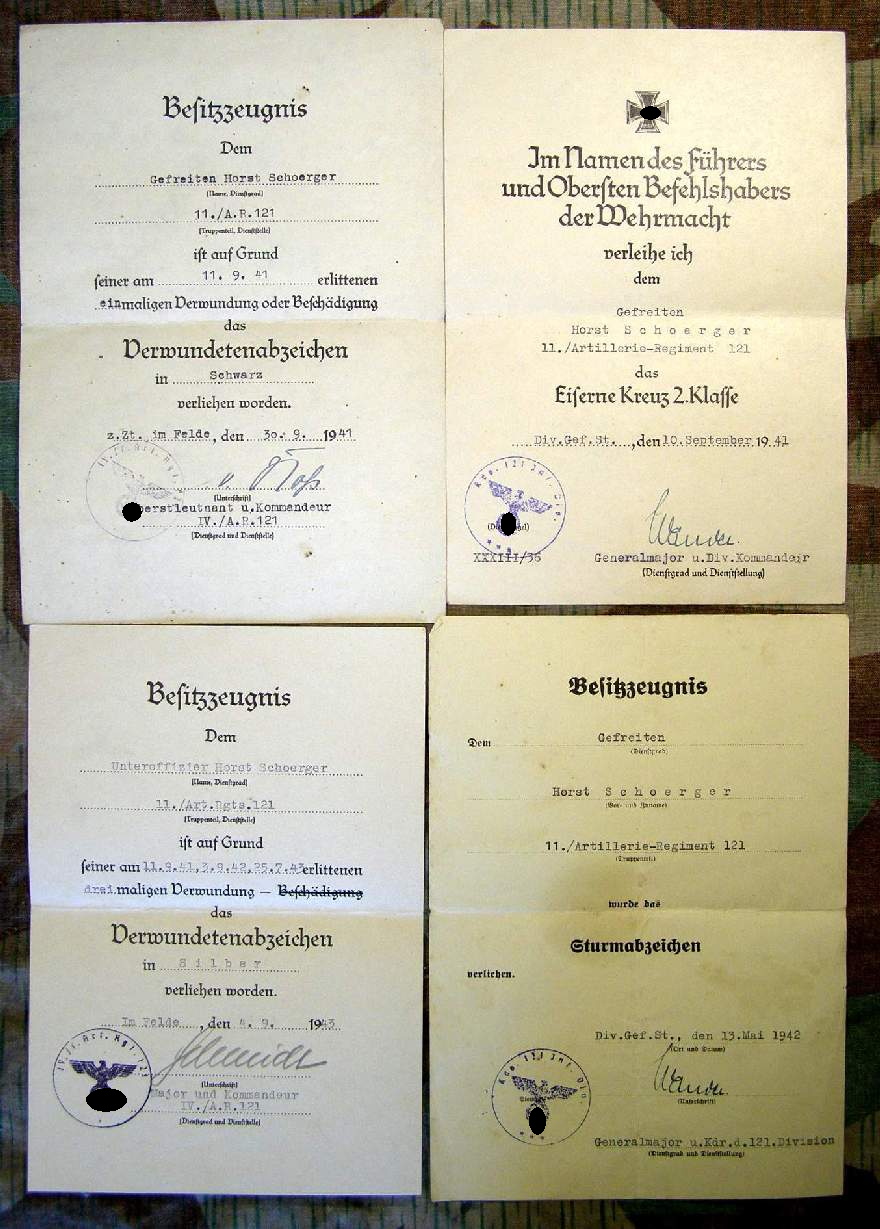 Besitzzeugnis
Dem
Gefreiten Horst Schoerger
(Name, Dienstgrad)
11./A.R.121
(Truppenteil, Dienststelle)
ist auf Grund
seiner am 11. 9. 41 erlittenen
einmaligen Verwundung oder Beschädigung
das
Verwundetenabzeichen
in Schwarz
verliehen worden.
z.Zt. im Felde, den 30. 9. 1941
(Unterschrift)
Oberstleutnant u.Kommandeur
IV./A.R.121
(Dienstgrad und Dienststelle)
Im Namen des Führers
und Obersten Befehlshabers
der Wehrmacht
verleihe ich
dem
Gefreiten
Horst Schoerger
11./Artillerie-Regiment 121
das
Eiserne Kreuz 2. Klasse
Div.Gef.St., den 10.September 1941
XXXIII/36
Generalmajor u.Div.Kommandeur
(Dienstgrad und Dienststellung)
Besitzzeugnis
Dem
Unteroffizier Horst Schoerger
(Name, Dienstgrad)
11./Art.Rgts.121
(Truppenteil, Dienststelle)
ist auf Grund
seiner am 11.9.41,3.9.42,25.7.43 erlittenen
dreimaligen Verwundung – Beschädigung
das
Verwundetenabzeichen
in Silber
verliehen worden.
Im Felde, den 4. 9. 1943
(Unterschrift)
Major und Kommandeur
IV./A.R.121
(Dienstgrad und Dienststelle)
Besitzzeugnis
Dem Gefreiten
(Dienstgrad)
Horst Schoerger
(Vor- und Zuname)
11./Artillerie-Regiment 121
(Truppenteil)
wurde das
Sturmabzeichen
verliehen.
Div.Gef.St., den 13.Mai 1942
(Ort und Datum)
(Unterschrift)
Generalmajor u.Kdr.d.121.Division
(Dienstgrad und Dienststellung)